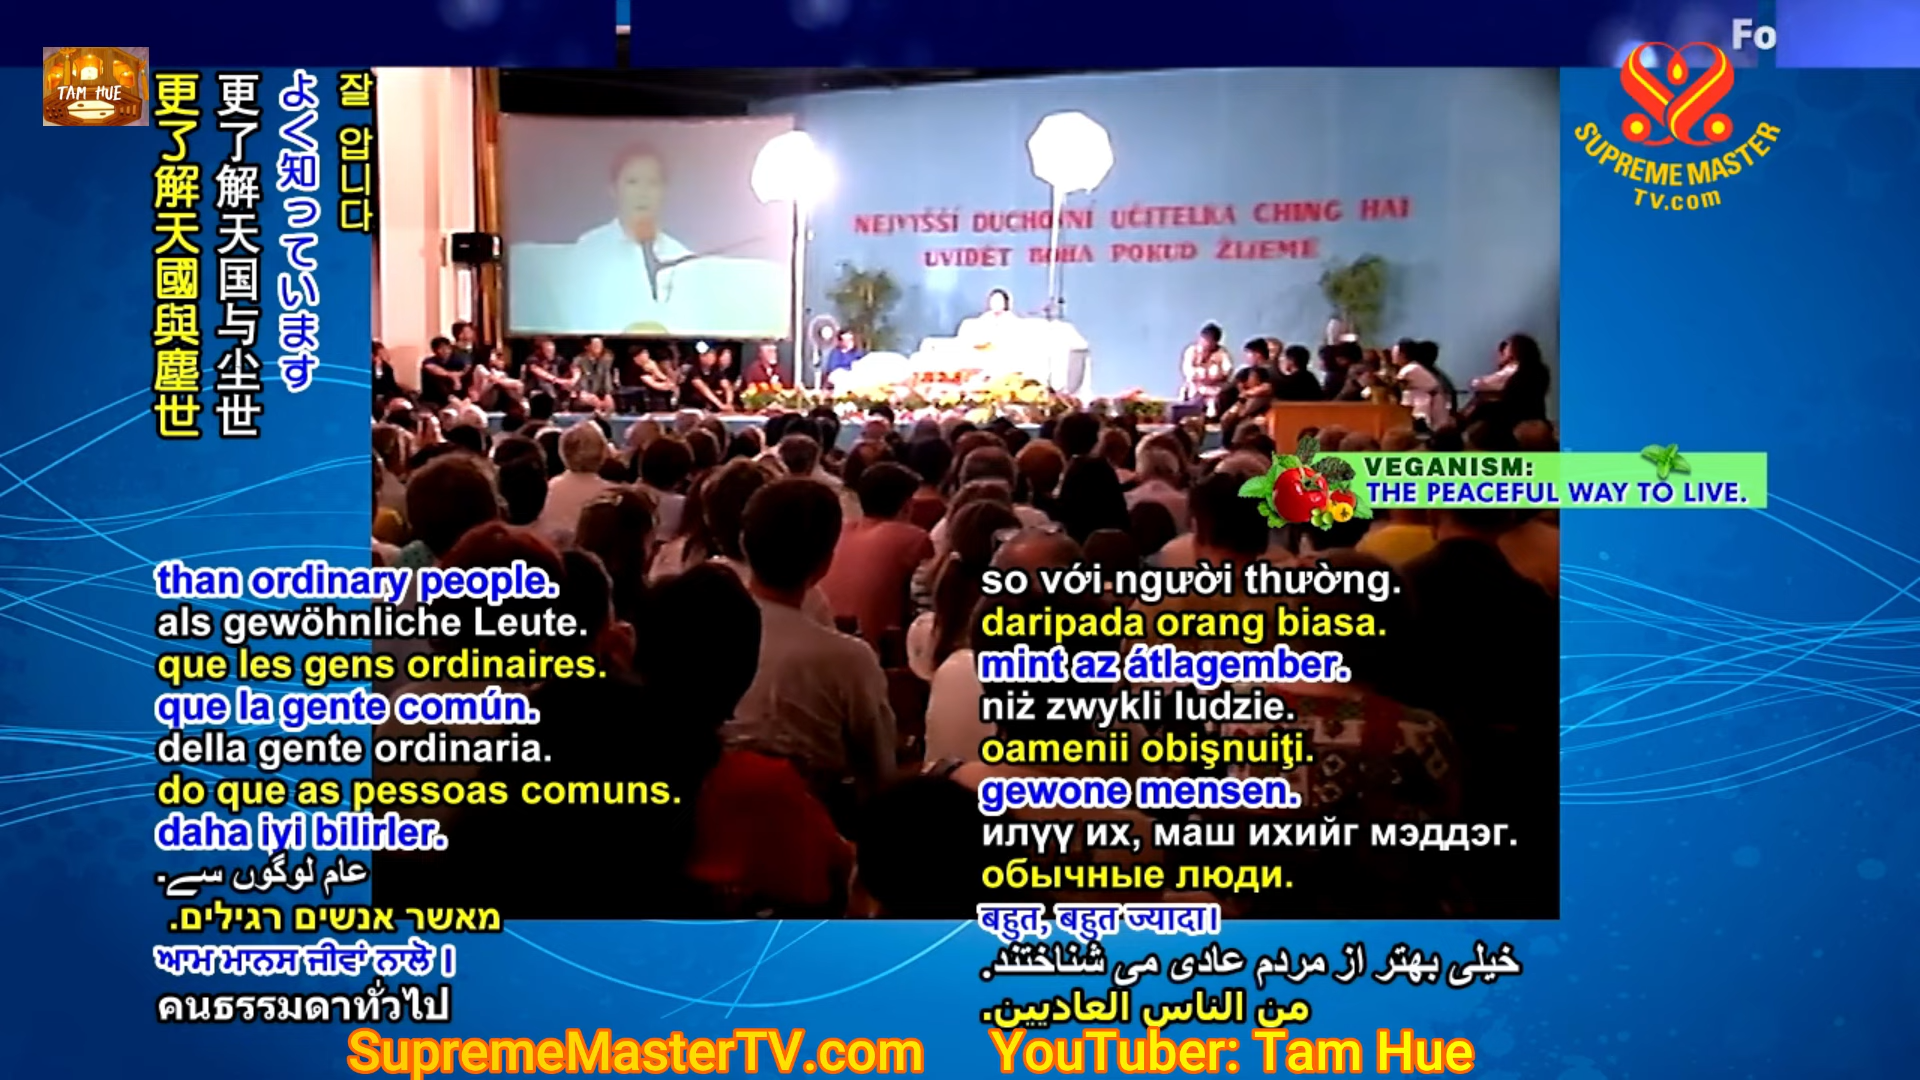 Fo
TAM HUE
SUPREME MASTER
TV.com
잘 압니다
よく知っています
更了解天国与尘世
更了解天國與塵世
NEJVYŠŠÍ DUCHOVNÍ UČITELKA CHING HAI
UVIDĚT BOHA POKUD ŽIJEME
VEGANISM:
THE PEACEFUL WAY TO LIVE.
than ordinary people.
als gewöhnliche Leute.
que les gens ordinaires.
que la gente común.
della gente ordinaria.
do que as pessoas comuns.
daha iyi bilirler.
عام لوگوں سے۔
מאשר אנשים רגילים.
ਆਮ ਮਾਨਸ ਜੀਵਾਂ ਨਾਲੋਂ ।
คนธรรมดาทั่วไป
so với người thường.
daripada orang biasa.
mint az átlagember.
niż zwykli ludzie.
oamenii obişnuiţi.
gewone mensen.
илүү их, маш ихийг мэддэг.
обычные люди.
बहुत, बहुत ज्यादा।
خیلی بهتر از مردم عادی می شناختند.
من الناس العاديين.
SupremeMasterTV.com
YouTuber: Tam Hue